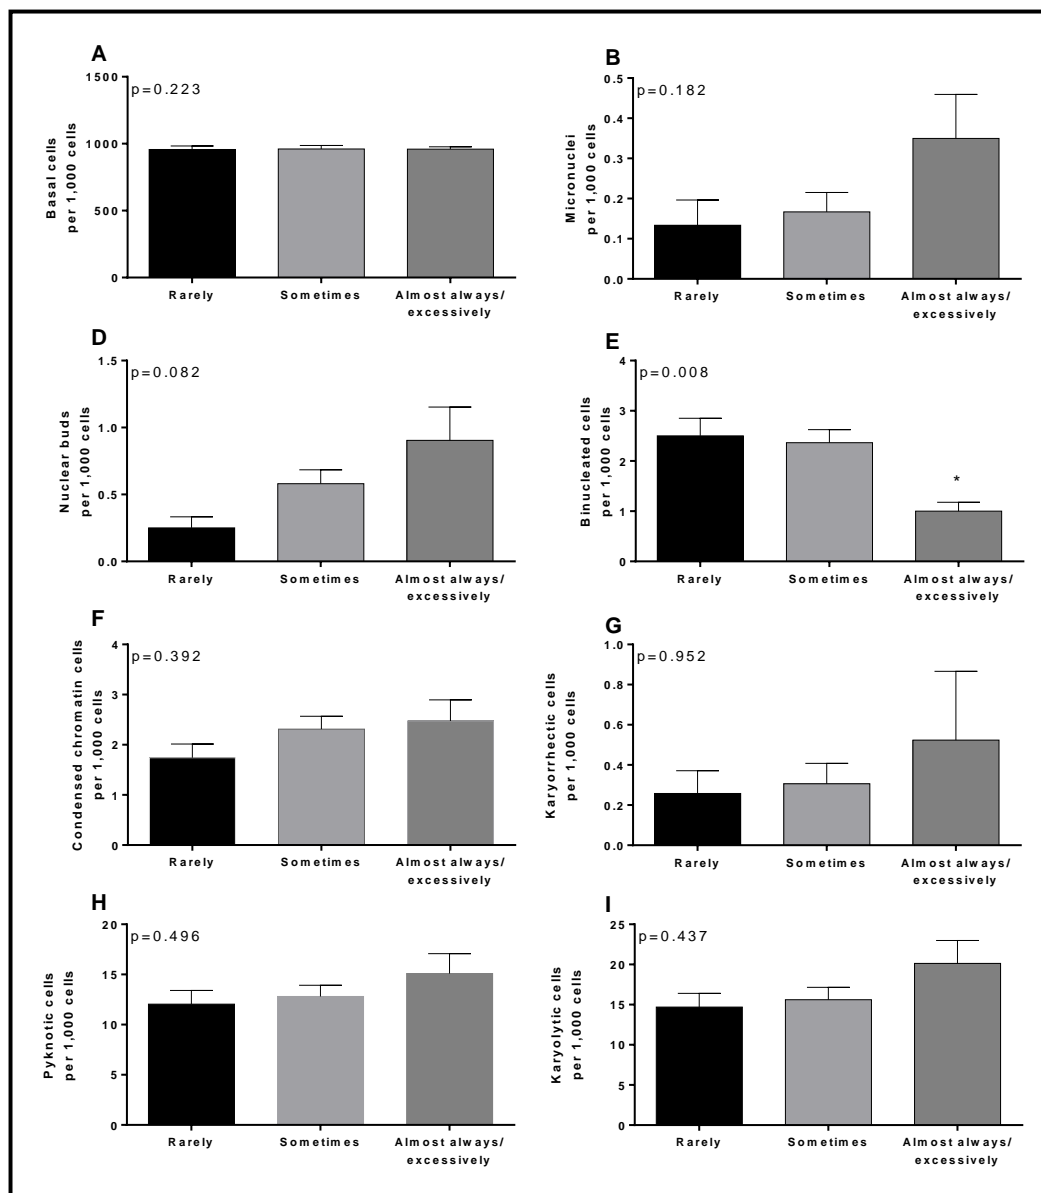 A
p=0.223
Basal cells
per 1,000 cells
1500
1000
500
0
Rarely
Sometimes
Almost always/
excessively
B
p=0.182
Micronuclei
per 1,000 cells
0.5
0.4
0.3
0.2
0.1
0.0
Rarely
Sometimes
Almost always/
excessively
D
p=0.082
Nuclear buds
per 1,000 cells
1.5
1.0
0.5
0.0
Rarely
Sometimes
Almost always/
excessively
E
p=0.008
Binucleated cells
per 1,000 cells
4
3
2
1
0
*
Rarely
Sometimes
Almost always/
excessively
F
p=0.392
Condensed chromatin cells
per 1,000 cells
4
3
2
1
0
Rarely
Sometimes
Almost always/
excessively
G
p=0.952
Karyorrhectic cells
per 1,000 cells
1.0
0.8
0.6
0.4
0.2
0.0
Rarely
Sometimes
Almost always/
excessively
H
p=0.496
Pyknotic cells
per 1,000 cells
20
15
10
5
0
Rarely
Sometimes
Almost always/
excessively
I
p=0.437
Karyolytic cells
per 1,000 cells
25
20
15
10
5
0
Rarely
Sometimes
Almost always/
excessively